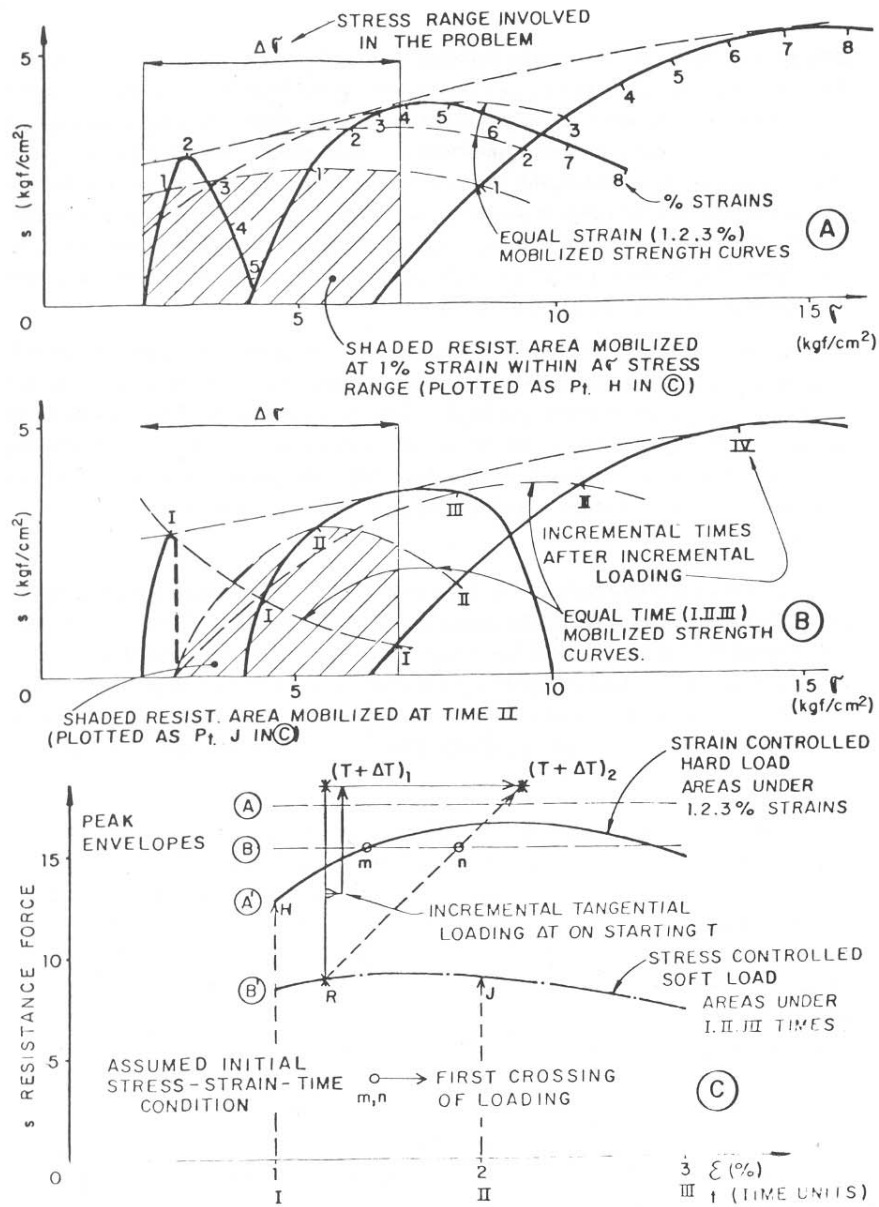 STRESS RANGE INVOLVED
IN THE PROBLEM
Δσ
5
s (kgf/cm²)
1
2
3
4
5
1
2
3
4
5
6
7
8
1
2
3
4
5
6
7
8
% STRAINS
EQUAL STRAIN (1.2.3%)
MOBILIZED STRENGTH CURVES
A
0
5
10
15
σ
(kgf/cm²)
SHADED RESIST. AREA MOBILIZED
AT 1% STRAIN WITHIN Δσ STRESS
RANGE (PLOTTED AS Pt. H IN C)
5
s (kgf/cm²)
Δσ
I
I
II
III
I
II
III
IV
INCREMENTAL TIMES
AFTER INCREMENTAL
LOADING
EQUAL TIME (I.II.III)
MOBILIZED STRENGTH
CURVES.
B
0
5
10
15
σ
(kgf/cm²)
SHADED RESIST. AREA MOBILIZED AT TIME II
(PLOTTED AS Pt. J IN C)
(T+ΔT)₁
(T+ΔT)₂
STRAIN CONTROLLED
HARD LOAD
AREAS UNDER
1.2.3% STRAINS
PEAK
ENVELOPES
A
B
A'
B'
H
m
n
R
J
INCREMENTAL TANGENTIAL
LOADING ΔT ON STARTING T
STRESS CONTROLLED
SOFT LOAD
AREAS UNDER
I.II.III TIMES
ASSUMED INITIAL
STRESS-STRAIN-TIME
CONDITION
m,n
FIRST CROSSING
OF LOADING
C
s RESISTANCE FORCE
15
10
5
0
1
2
3
ε(%)
I
II
III
t (TIME UNITS)